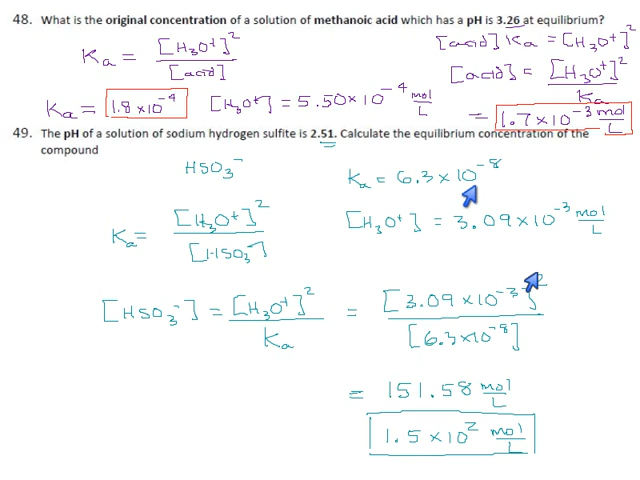 48. What is the original concentration of a solution of methanoic acid which has a pH is 3.26 at equilibrium?
Ka = [H3O+]^2 / [acid]
[acid] Ka = [H3O+]^2
[acid] = [H3O+]^2 / Ka
Ka = 1.8 x 10^-4 [H3O+] = 5.50 x 10^-4 mol/L
= 1.7 x 10^-3 mol/L
49. The pH of a solution of sodium hydrogen sulfite is 2.51. Calculate the equilibrium concentration of the
compound
HSO3^-
Ka = 6.3 x 10^-8
Ka = [H3O+]^2 / [HSO3^-]
[H3O+] = 3.09 x 10^-3 mol/L
[HSO3^-] = [H3O+]^2 / Ka = [3.09 x 10^-3]^2 / [6.3 x 10^-8]
= 151.58 mol/L
1.5 x 10^2 mol/L